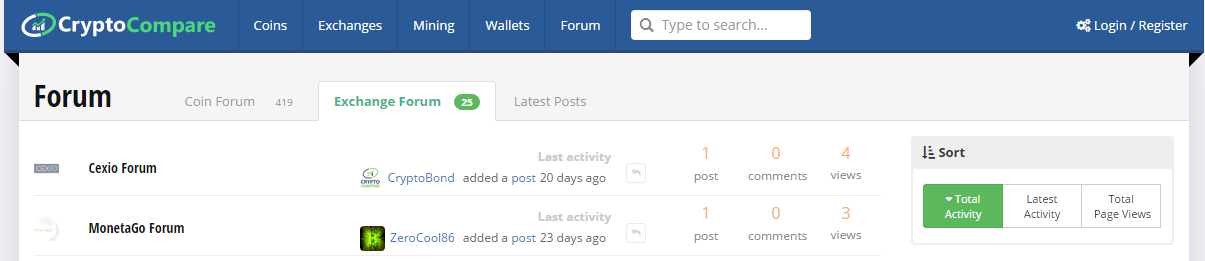 CryptoCompare Coins Exchanges Mining Wallets Forum Type to search... Login / Register
Forum Coin Forum 419 Exchange Forum 25 Latest Posts
CEXIO Cexio Forum Last activity
CRYPTO COMPARE CryptoBond added a post 20 days ago
1 post 0 comments 4 views
MonetaGo Forum Last activity
ZeroCool86 added a post 23 days ago
1 post 0 comments 3 views
Sort
Total Activity
Latest Activity
Total Page Views